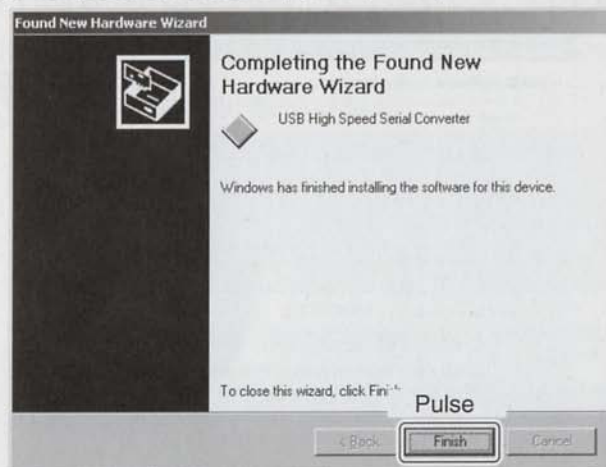 Found New Hardware Wizard
Completing the Found New
Hardware Wizard
USB High Speed Serial Converter
Windows has finished installing the software for this device.
To close this wizard, click Fini
Pulse
< Back
Finish
Cancel